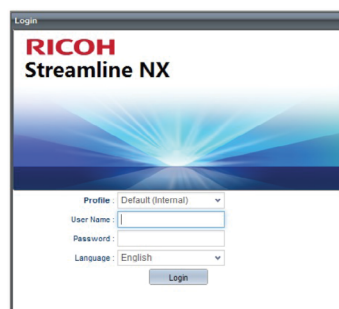 Login
RICOH
Streamline NX
Profile : Default (Internal)
User Name :
Password :
Language : English
Login